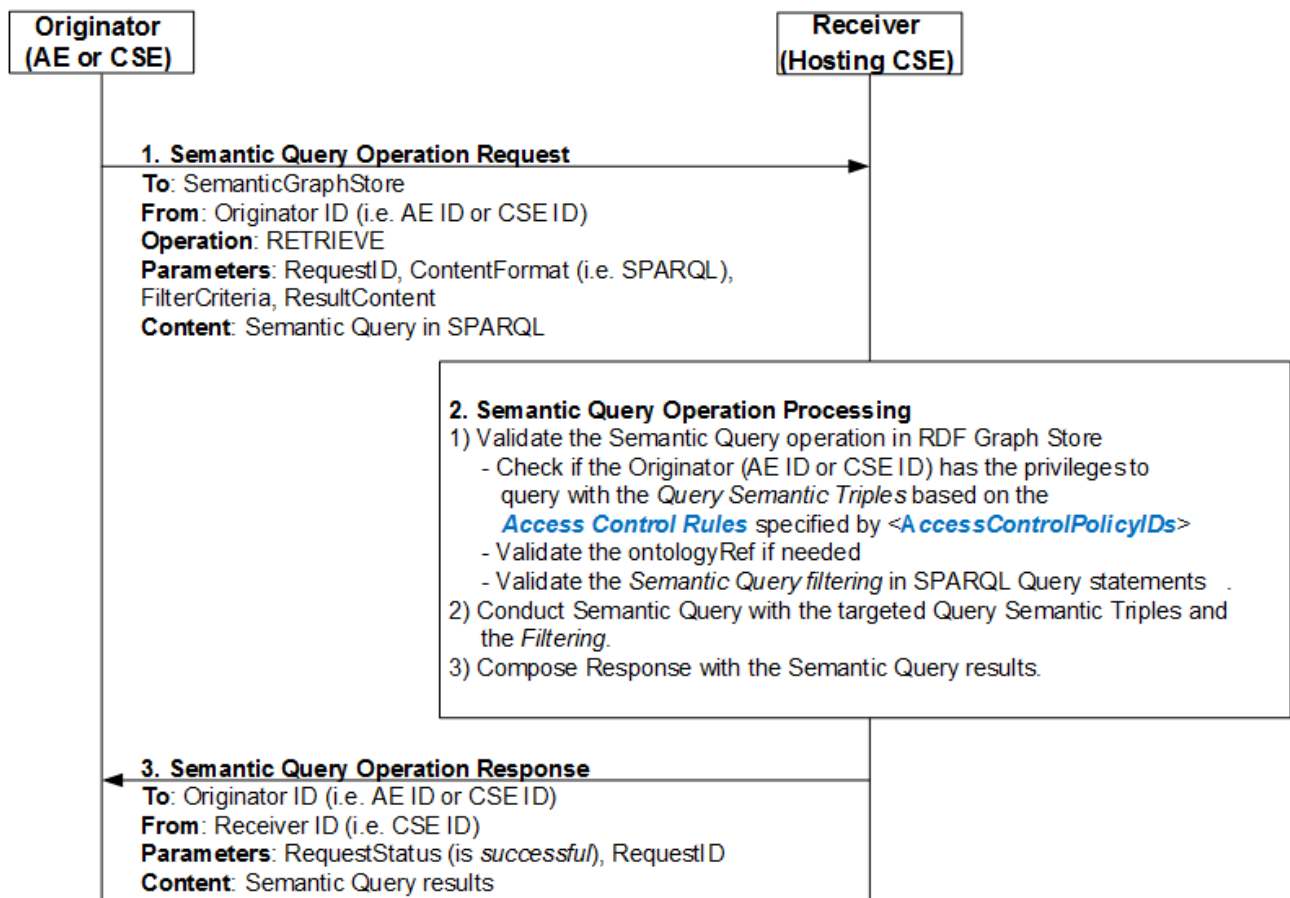 Originator
(AE or CSE)
Receiver
(Hosting CSE)
1. Semantic Query Operation Request
To: SemanticGraphStore
From: Originator ID (i.e. AE ID or CSE ID)
Operation: RETRIEVE
Parameters: RequestID, ContentFormat (i.e. SPARQL),
FilterCriteria, ResultContent
Content: Semantic Query in SPARQL
2. Semantic Query Operation Processing
1) Validate the Semantic Query operation in RDF Graph Store
- Check if the Originator (AE ID or CSE ID) has the privileges to
query with the Query Semantic Triples based on the
Access Control Rules specified by <AccessControlPolicyIDs>
- Validate the ontologyRef if needed
- Validate the Semantic Query filtering in SPARQL Query statements .
2) Conduct Semantic Query with the targeted Query Semantic Triples and
the Filtering.
3) Compose Response with the Semantic Query results.
3. Semantic Query Operation Response
To: Originator ID (i.e. AE ID or CSE ID)
From: Receiver ID (i.e. CSE ID)
Parameters: RequestStatus (is successful), RequestID
Content: Semantic Query results